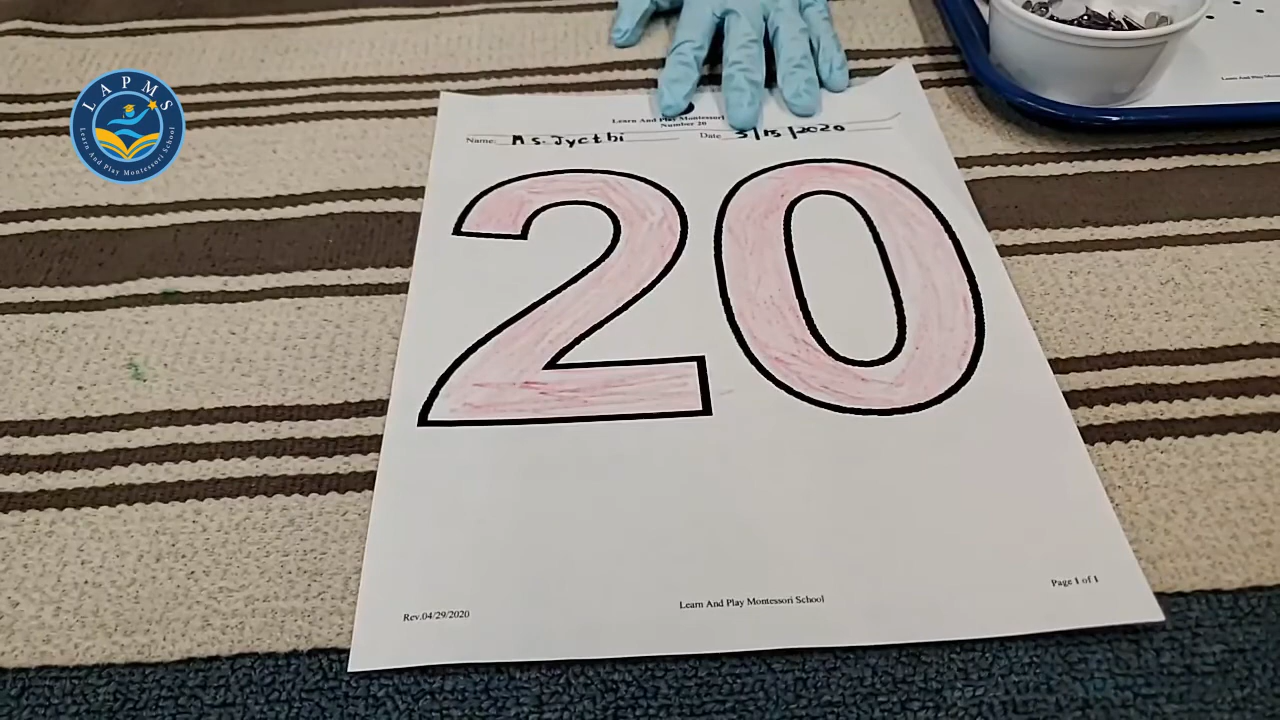 LAPMS
Learn And Play Montessori School
Learn And Play Montessori
Number 20
Name: Ms. Jyothi Date 5/15/2020
20
Rev.04/29/2020
Learn And Play Montessori School
Page 1 of 1